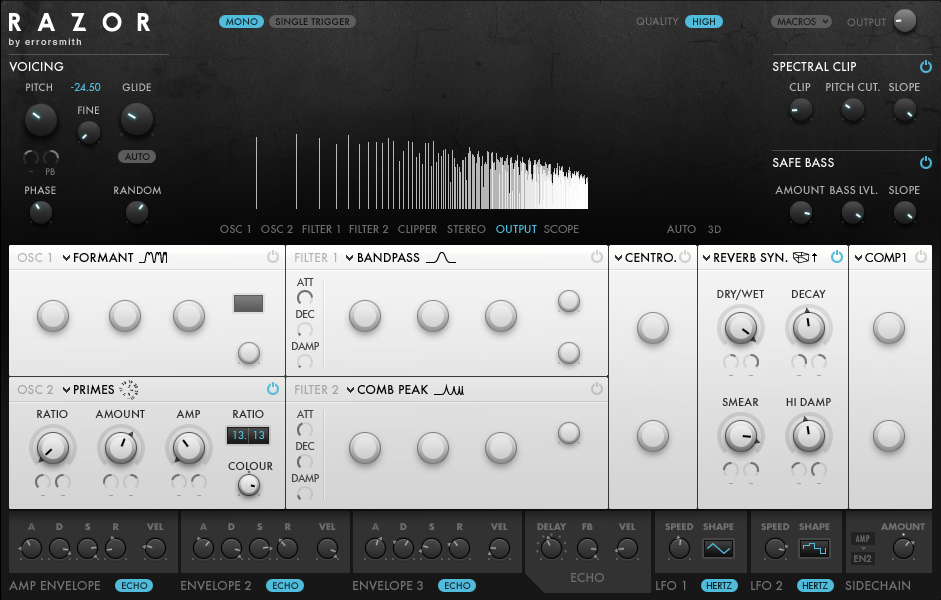 RAZOR
by errorsmith
MONO SINGLE TRIGGER QUALITY HIGH MACROS OUTPUT
VOICING
PITCH -24.50 GLIDE
FINE
AUTO
PB
PHASE RANDOM
SPECTRAL CLIP
CLIP PITCH CUT. SLOPE
SAFE BASS
AMOUNT BASS LVL. SLOPE
OSC 1 OSC 2 FILTER 1 FILTER 2 CLIPPER STEREO OUTPUT SCOPE AUTO 3D
OSC 1 FORMANT
FILTER 1 BANDPASS
ATT
DEC
DAMP
CENTRO.
REVERB SYN.
DRY/WET DECAY
SMEAR HI DAMP
COMP1
OSC 2 PRIMES
RATIO AMOUNT AMP RATIO
13. 13
COLOUR
FILTER 2 COMB PEAK
ATT
DEC
DAMP
A D S R VEL
AMP ENVELOPE ECHO
A D S R VEL
ENVELOPE 2 ECHO
A D S R VEL
ENVELOPE 3 ECHO
DELAY FB VEL
ECHO
SPEED SHAPE
LFO 1 HERTZ
SPEED SHAPE
LFO 2 HERTZ
AMOUNT
AMP
EN2
SIDECHAIN